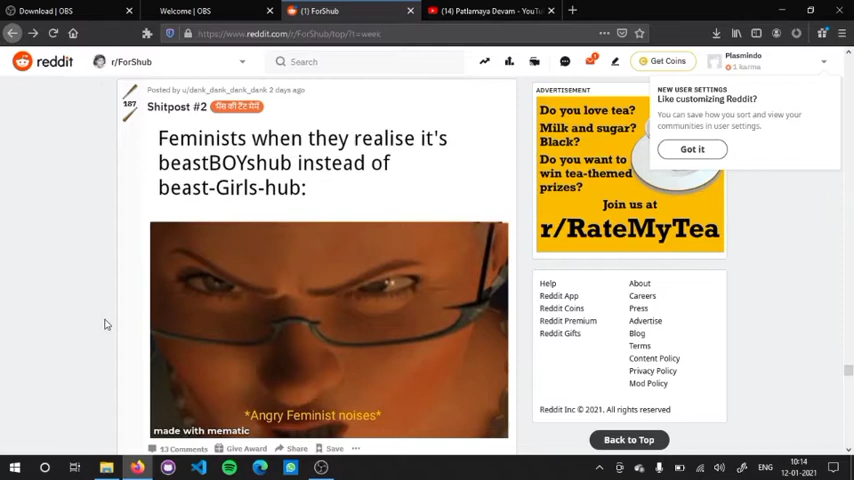 Download | OBS
Welcome | OBS
(1) ForShub
(14) Patlamaya Devam - YouT
https://www.reddit.com/r/ForShub/top/?t=week
reddit
r/ForShub
Search
Get Coins
Plasmindo
1 karma
Posted by u/dank_dank_dank_dank 2 days ago
187
Shitpost #2
Feminists when they realise it's
beastBOYshub instead of
beast-Girls-hub:
*Angry Feminist noises*
made with mematic
13 Comments
Give Award
Share
Save
ADVERTISEMENT
Do you love tea?
Milk and sugar?
Black?
Do you want to
win tea-themed
prizes?
Join us at
r/RateMyTea
NEW USER SETTINGS
Like customizing Reddit?
You can save how you sort and view your
communities in user settings.
Got it
Help
Reddit App
Reddit Coins
Reddit Premium
Reddit Gifts
About
Careers
Press
Advertise
Blog
Terms
Content Policy
Privacy Policy
Mod Policy
Reddit Inc © 2021. All rights reserved
Back to Top
ENG
10:14
12-01-2021